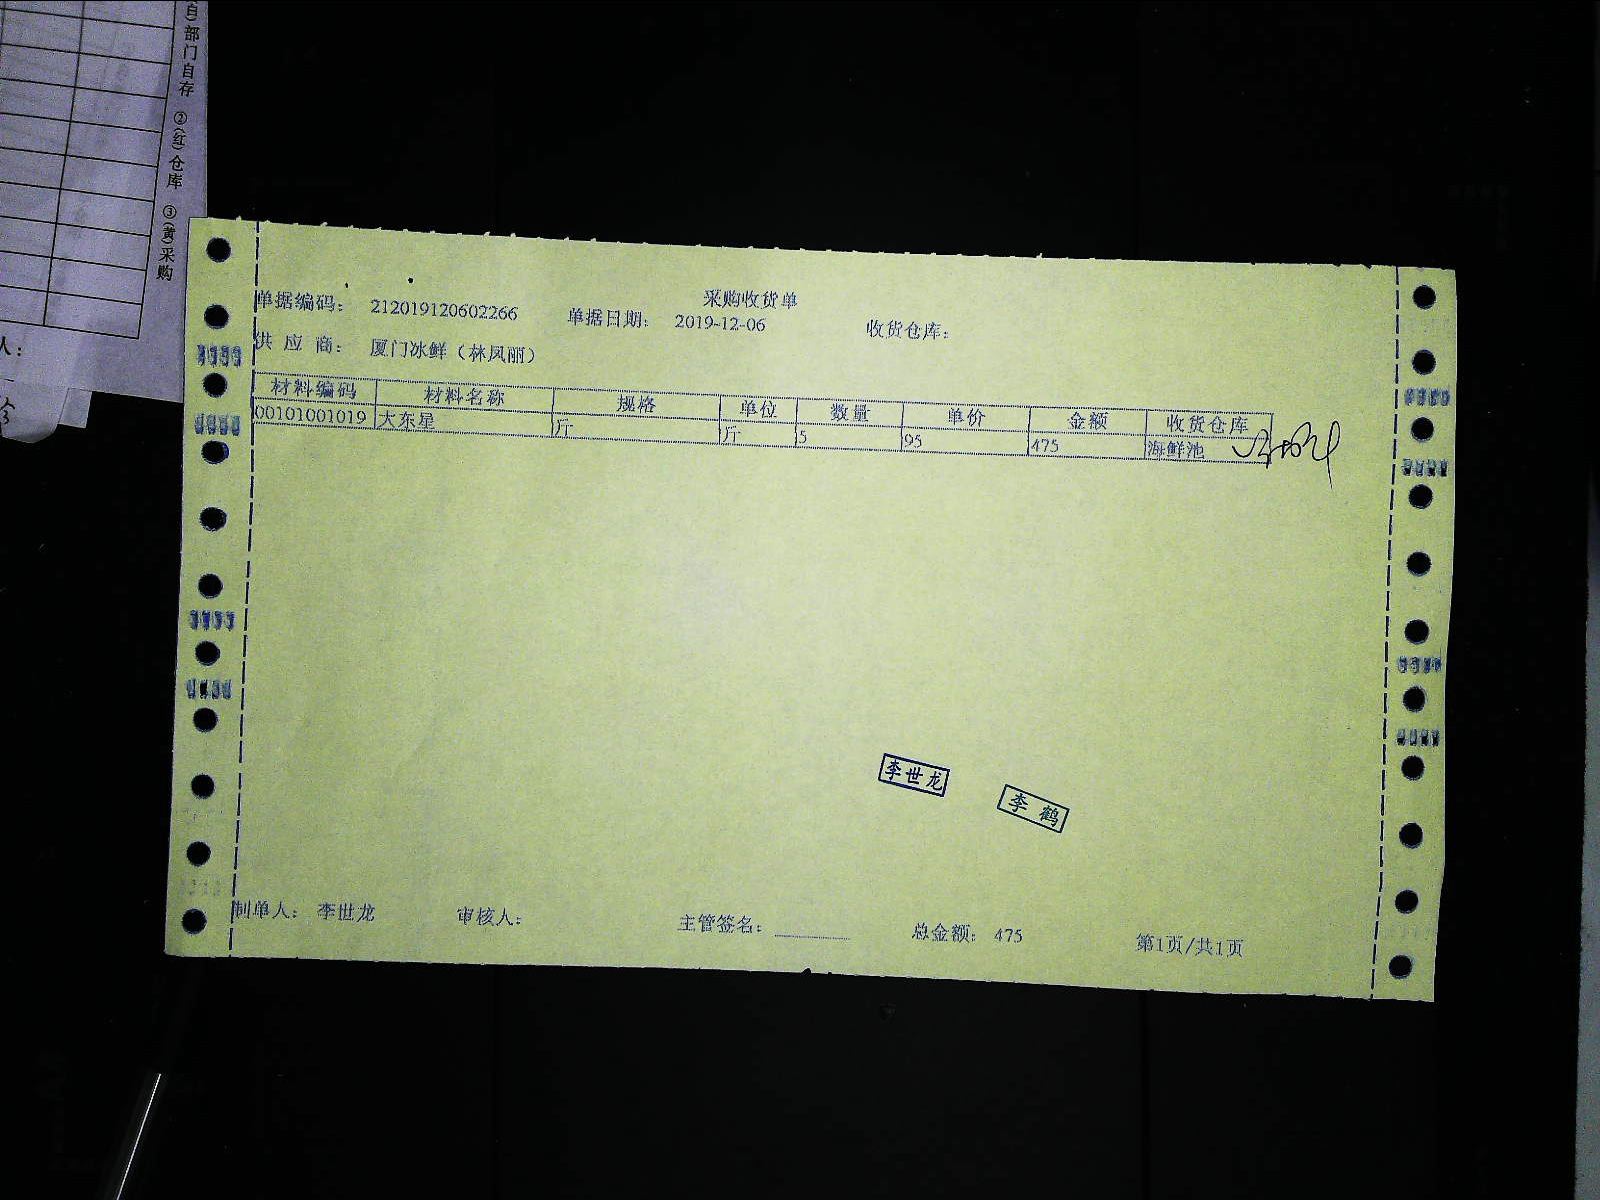 自)部门自存 ②(红)仓库 ③(黄)采购
人:
采购收货单
单据编码: 212019120602266 单据日期: 2019-12-06 收货仓库:
供 应 商: 厦门冰鲜(林凤丽)
材料编码 材料名称 规格 单位 数量 单价 金额 收货仓库
00101001019 大东星 斤 斤 5 95 475 海鲜池
李世龙
李鹤
制单人: 李世龙 审核人: 主管签名: 总金额: 475 第1页/共1页